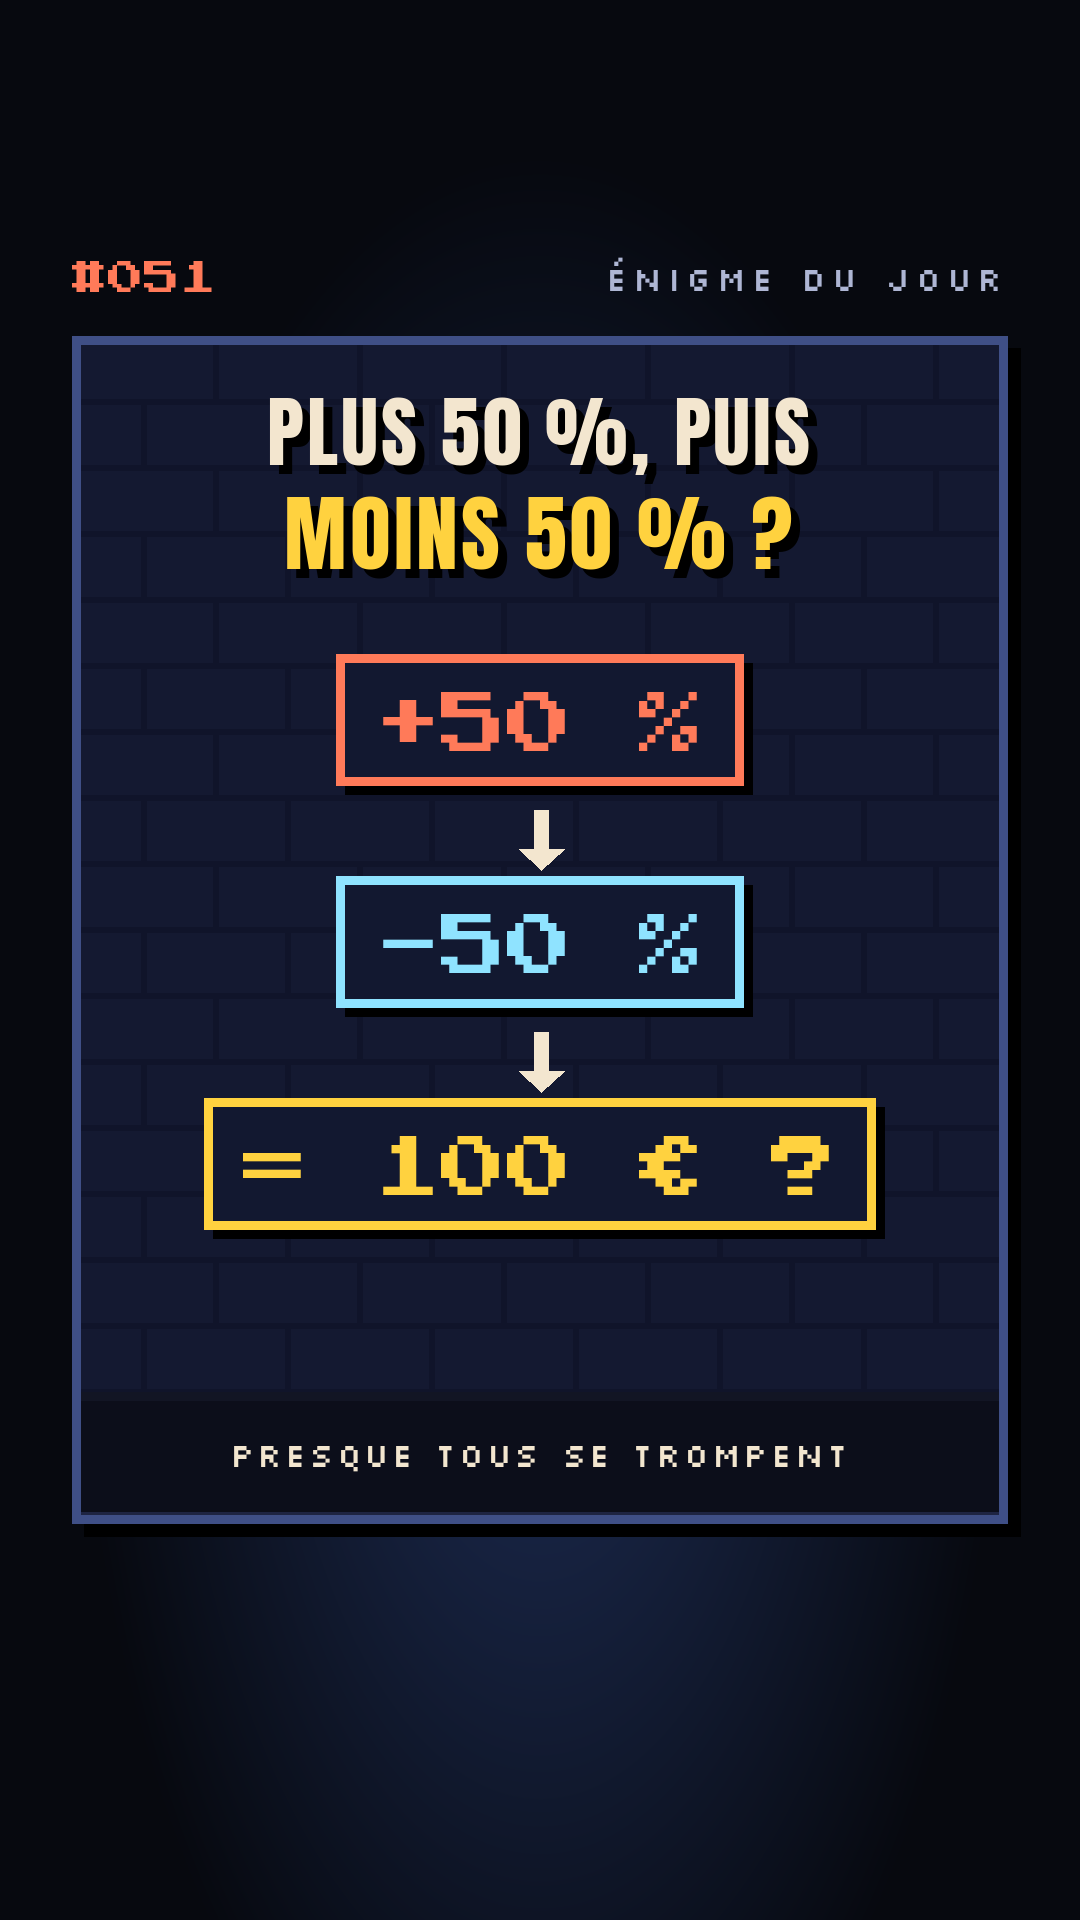 #051
ÉNIGME DU JOUR
PLUS 50 %, PUIS
MOINS 50 % ?
+50 %
−50 %
= 100 € ?
PRESQUE TOUS SE TROMPENT